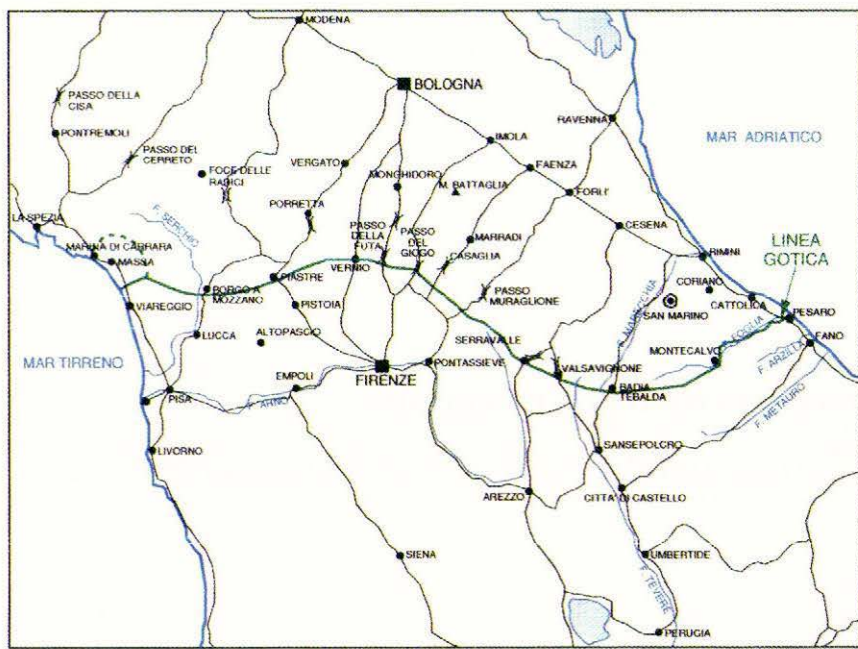 MODENA
BOLOGNA
PASSO DELLA
CISA
PONTREMOLI
PASSO DEL
CERRETO
FOCE DELLE
RADICI
VERGATO
MONGHIDORO
IMOLA
M. BATTAGLIA
FAENZA
RAVENNA
MAR ADRIATICO
FORLI'
PORRETTA
LA SPEZIA
F. SERCHIO
MARINA DI CARRARA
MASSA
PASSO
DELLA
FUTA
PASSO
DEL
GIOGO
MARRADI
CASAGLIA
CESENA
RIMINI
LINEA
GOTICA
VERNIO
PIASTRE
BORGO A
MOZZANO
PASSO
MURAGLIONE
F. MARECCHIA
CORIANO
SAN MARINO
CATTOLICA
PESARO
FOGLIA
FANO
VIAREGGIO
PISTOIA
LUCCA
ALTOPASCIO
SERRAVALLE
MONTECALVO
F. ARZILLA
MAR TIRRENO
EMPOLI
FIRENZE
PONTASSIEVE
VALSAVIGNONE
BADIA
TEBALDA
F. METAURO
PISA
F. ARNO
LIVORNO
SANSEPOLCRO
AREZZO
CITTA' DI CASTELLO
SIENA
UMBERTIDE
F. TEVERE
PERUGIA